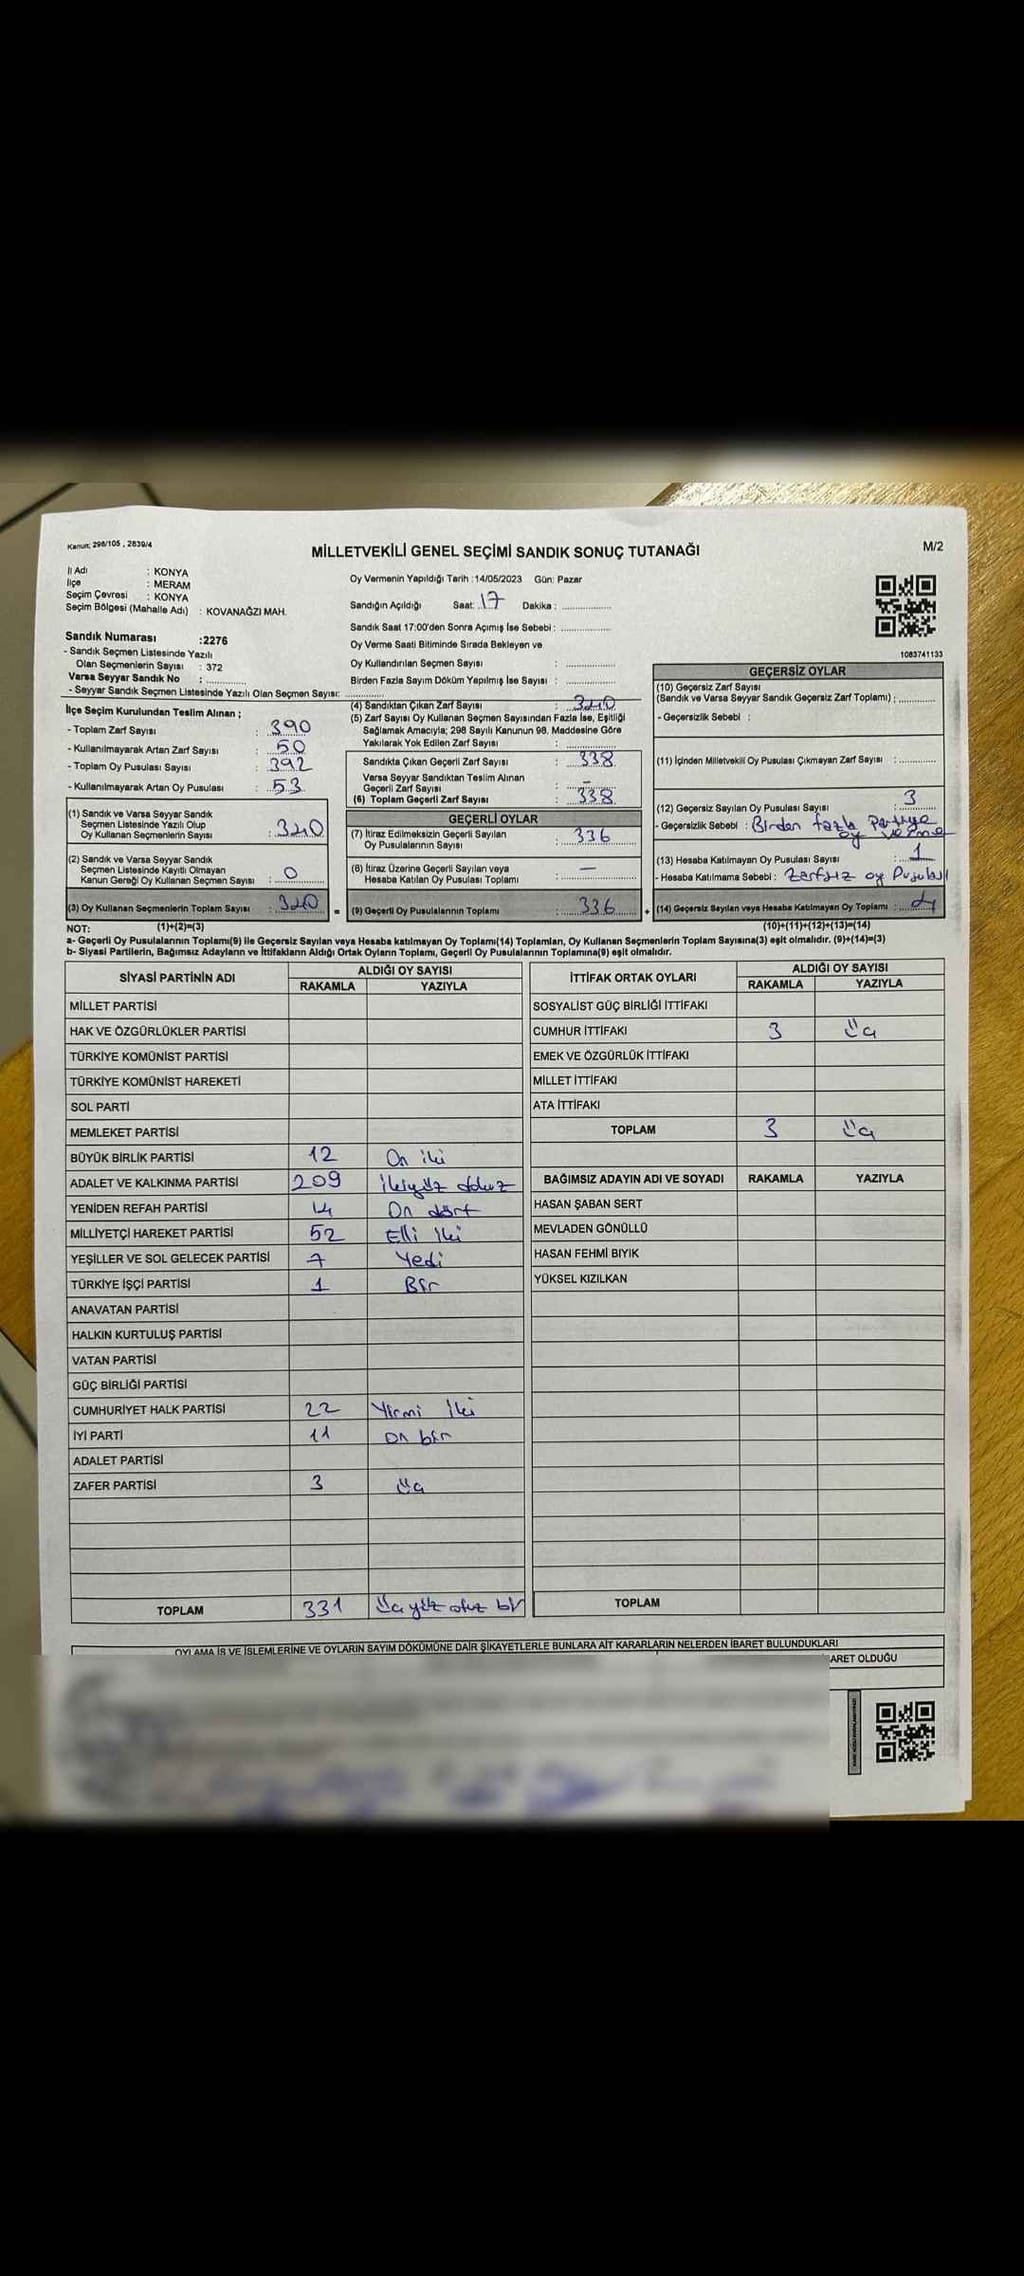 Kanun: 298/105 , 2839/4
MİLLETVEKİLİ GENEL SEÇİMİ SANDIK SONUÇ TUTANAĞI
M/2
İl Adı : KONYA
İlçe : MERAM
Seçim Çevresi : KONYA
Seçim Bölgesi (Mahalle Adı) : KOVANAĞZI MAH.
Sandık Numarası :2276
- Sandık Seçmen Listesinde Yazılı
Olan Seçmenlerin Sayısı : 372
Varsa Seyyar Sandık No : ............
- Seyyar Sandık Seçmen Listesinde Yazılı Olan Seçmen Sayısı: ............
Oy Vermenin Yapıldığı Tarih :14/05/2023 Gün: Pazar
Sandığın Açıldığı Saat: 17 Dakika : ............
Sandık Saat 17:00'den Sonra Açımış İse Sebebi : ............
Oy Verme Saati Bitiminde Sırada Bekleyen ve
Oy Kullandırılan Seçmen Sayısı : ............
Birden Fazla Sayım Döküm Yapılmış İse Sayısı : ............
1083741133
İlçe Seçim Kurulundan Teslim Alınan ;
- Toplam Zarf Sayısı : 390
- Kullanılmayarak Artan Zarf Sayısı : 50
- Toplam Oy Pusulası Sayısı : 392
- Kullanılmayarak Artan Oy Pusulası : 53
(1) Sandık ve Varsa Seyyar Sandık
Seçmen Listesinde Yazılı Olup
Oy Kullanan Seçmenlerin Sayısı : 340
(2) Sandık ve Varsa Seyyar Sandık
Seçmen Listesinde Kayıtlı Olmayan
Kanun Gereği Oy Kullanan Seçmen Sayısı : 0
(3) Oy Kullanan Seçmenlerin Toplam Sayısı : 340
(1)+(2)=(3)
(4) Sandıktan Çıkan Zarf Sayısı : 340
(5) Zarf Sayısı Oy Kullanan Seçmen Sayısından Fazla İse, Eşitliği
Sağlamak Amacıyla; 298 Sayılı Kanunun 98. Maddesine Göre
Yakılarak Yok Edilen Zarf Sayısı : ............
Sandıkta Çıkan Geçerli Zarf Sayısı : 338
Varsa Seyyar Sandıktan Teslim Alınan
Geçerli Zarf Sayısı : -
(6) Toplam Geçerli Zarf Sayısı : 338
GEÇERLİ OYLAR
(7) İtiraz Edilmeksizin Geçerli Sayılan
Oy Pusulalarının Sayısı : 336
(8) İtiraz Üzerine Geçerli Sayılan veya
Hesaba Katılan Oy Pusulası Toplamı : -
= (9) Geçerli Oy Pusulalarının Toplamı : 336
GEÇERSİZ OYLAR
(10) Geçersiz Zarf Sayısı
(Sandık ve Varsa Seyyar Sandık Geçersiz Zarf Toplamı) : ............
- Geçersizlik Sebebi :
(11) İçinden Milletvekili Oy Pusulası Çıkmayan Zarf Sayısı : ............
(12) Geçersiz Sayılan Oy Pusulası Sayısı : 3
- Geçersizlik Sebebi : Birden fazla Partiye
oy verme
(13) Hesaba Katılmayan Oy Pusulası Sayısı : 1
- Hesaba Katılmama Sebebi : Zarfsız oy Pusulası
+ (14) Geçersiz Sayılan veya Hesaba Katılmayan Oy Toplamı : 4
(10)+(11)+(12)+(13)=(14)
NOT:
a- Geçerli Oy Pusulalarının Toplamı(9) ile Geçersiz Sayılan veya Hesaba katılmayan Oy Toplamı(14) Toplamları, Oy Kullanan Seçmenlerin Toplam Sayısına(3) eşit olmalıdır. (9)+(14)=(3)
b- Siyasi Partilerin, Bağımsız Adayların ve İttifakların Aldığı Ortak Oyların Toplamı, Geçerli Oy Pusulalarının Toplamına(9) eşit olmalıdır.
SİYASİ PARTİNİN ADI ALDIĞI OY SAYISI
RAKAMLA YAZIYLA
MİLLET PARTİSİ
HAK VE ÖZGÜRLÜKLER PARTİSİ
TÜRKİYE KOMÜNİST PARTİSİ
TÜRKİYE KOMÜNİST HAREKETİ
SOL PARTİ
MEMLEKET PARTİSİ
BÜYÜK BİRLİK PARTİSİ 12 On iki
ADALET VE KALKINMA PARTİSİ 209 İkiyüz dokuz
YENİDEN REFAH PARTİSİ 14 On dört
MİLLİYETÇİ HAREKET PARTİSİ 52 Elli iki
YEŞİLLER VE SOL GELECEK PARTİSİ 7 Yedi
TÜRKİYE İŞÇİ PARTİSİ 1 Bir
ANAVATAN PARTİSİ
HALKIN KURTULUŞ PARTİSİ
VATAN PARTİSİ
GÜÇ BİRLİĞİ PARTİSİ
CUMHURİYET HALK PARTİSİ 22 Yirmi iki
İYİ PARTİ 11 On bir
ADALET PARTİSİ
ZAFER PARTİSİ 3 üç
TOPLAM 331 üçyüz otuz bir
İTTİFAK ORTAK OYLARI ALDIĞI OY SAYISI
RAKAMLA YAZIYLA
SOSYALİST GÜÇ BİRLİĞİ İTTİFAKI
CUMHUR İTTİFAKI 3 üç
EMEK VE ÖZGÜRLÜK İTTİFAKI
MİLLET İTTİFAKI
ATA İTTİFAKI
TOPLAM 3 üç
BAĞIMSIZ ADAYIN ADI VE SOYADI RAKAMLA YAZIYLA
HASAN ŞABAN SERT
MEVLADEN GÖNÜLLÜ
HASAN FEHMİ BIYIK
YÜKSEL KIZILKAN
TOPLAM
OYLAMA İŞ VE İŞLEMLERİNE VE OYLARIN SAYIM DÖKÜMÜNE DAİR ŞİKAYETLERLE BUNLARA AİT KARARLARIN NELERDEN İBARET BULUNDUKLARI
ARET OLDUĞU